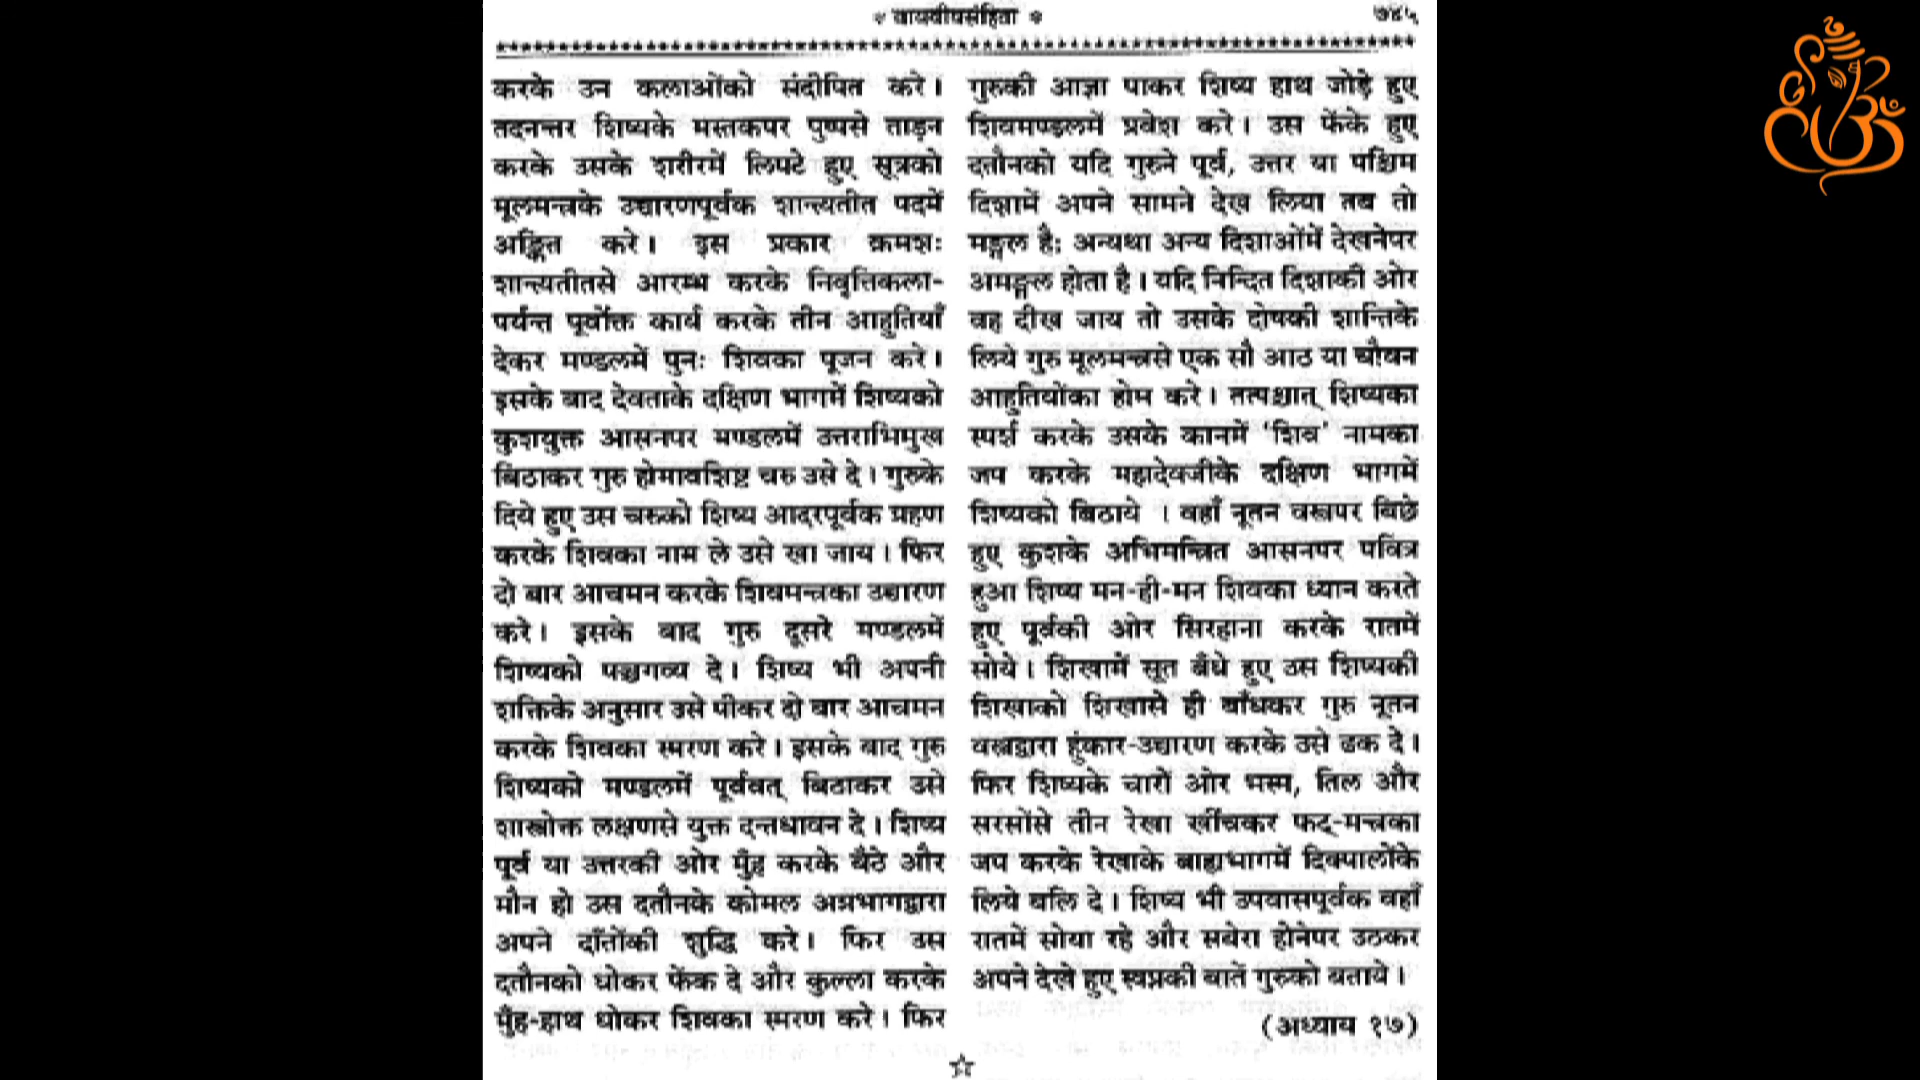 * वायवीयसंहिता *
७४५
करके उन कलाओंको संदीपित करे।
तदनन्तर शिष्यके मस्तकपर पुष्पसे ताड़न
करके उसके शरीरमें लिपटे हुए सूत्रको
मूलमन्त्रके उच्चारणपूर्वक शान्त्यतीत पदमें
अङ्कित करे। इस प्रकार क्रमशः
शान्त्यतीतसे आरम्भ करके निवृत्तिकला-
पर्यन्त पूर्वोक्त कार्य करके तीन आहुतियाँ
देकर मण्डलमें पुनः शिवका पूजन करे।
इसके बाद देवताके दक्षिण भागमें शिष्यको
कुशयुक्त आसनपर मण्डलमें उत्तराभिमुख
बिठाकर गुरु होमावशिष्ट चरु उसे दे। गुरुके
दिये हुए उस चरुको शिष्य आदरपूर्वक ग्रहण
करके शिवका नाम ले उसे खा जाय। फिर
दो बार आचमन करके शिवमन्त्रका उच्चारण
करे। इसके बाद गुरु दूसरे मण्डलमें
शिष्यको पञ्चगव्य दे। शिष्य भी अपनी
शक्तिके अनुसार उसे पीकर दो बार आचमन
करके शिवका स्मरण करे। इसके बाद गुरु
शिष्यको मण्डलमें पूर्ववत् बिठाकर उसे
शास्त्रोक्त लक्षणसे युक्त दन्तधावन दे। शिष्य
पूर्व या उत्तरकी ओर मुँह करके बैठे और
मौन हो उस दतौनके कोमल अग्रभागद्वारा
अपने दाँतोंकी शुद्धि करे। फिर उस
दतौनको धोकर फेंक दे और कुल्ला करके
मुँह-हाथ धोकर शिवका स्मरण करे। फिर
गुरुकी आज्ञा पाकर शिष्य हाथ जोड़े हुए
शिवमण्डलमें प्रवेश करे। उस फेंके हुए
दतौनको यदि गुरुने पूर्व, उत्तर या पश्चिम
दिशामें अपने सामने देख लिया तब तो
मङ्गल है; अन्यथा अन्य दिशाओंमें देखनेपर
अमङ्गल होता है। यदि निन्दित दिशाकी ओर
वह दीख जाय तो उसके दोषकी शान्तिके
लिये गुरु मूलमन्त्रसे एक सौ आठ या चौवन
आहुतियोंका होम करे। तत्पश्चात् शिष्यका
स्पर्श करके उसके कानमें ‘शिव’ नामका
जप करके महादेवजीके दक्षिण भागमें
शिष्यको बिठाये । वहाँ नूतन वस्त्रपर बिछे
हुए कुशके अभिमन्त्रित आसनपर पवित्र
हुआ शिष्य मन-ही-मन शिवका ध्यान करते
हुए पूर्वकी ओर सिरहाना करके रातमें
सोये। शिखामें सूत बँधे हुए उस शिष्यकी
शिखाको शिखासे ही बाँधकर गुरु नूतन
वस्त्रद्वारा हुंकार-उच्चारण करके उसे ढक दे।
फिर शिष्यके चारों ओर भस्म, तिल और
सरसोंसे तीन रेखा खींचकर फट्-मन्त्रका
जप करके रेखाके बाह्यभागमें दिक्पालोंके
लिये बलि दे। शिष्य भी उपवासपूर्वक वहाँ
रातमें सोया रहे और सबेरा होनेपर उठकर
अपने देखे हुए स्वप्नकी बातें गुरुको बताये।
(अध्याय १७)